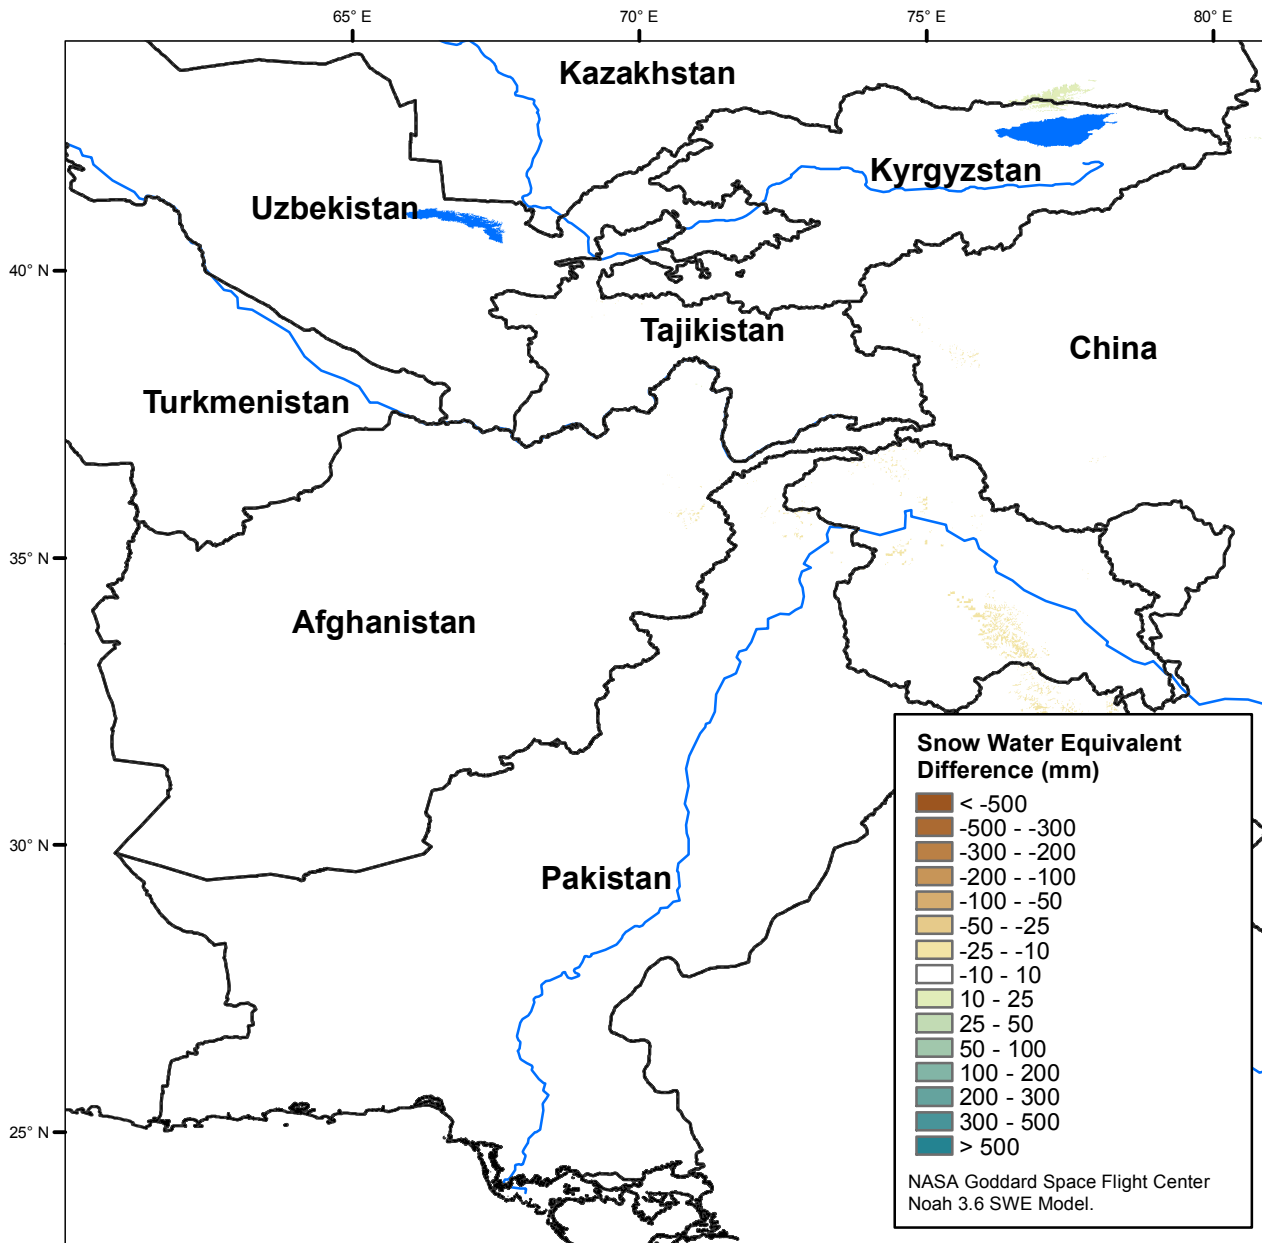 65° E
70° E
75° E
80° E
Kazakhstan
Kyrgyzstan
Uzbekistan
40° N
Tajikistan
China
Turkmenistan
35° N
Afghanistan
30° N
Pakistan
25° N
Snow Water Equivalent
Difference (mm)
< -500
-500 - -300
-300 - -200
-200 - -100
-100 - -50
-50 - -25
-25 - -10
-10 - 10
10 - 25
25 - 50
50 - 100
100 - 200
200 - 300
300 - 500
> 500
NASA Goddard Space Flight Center
Noah 3.6 SWE Model.